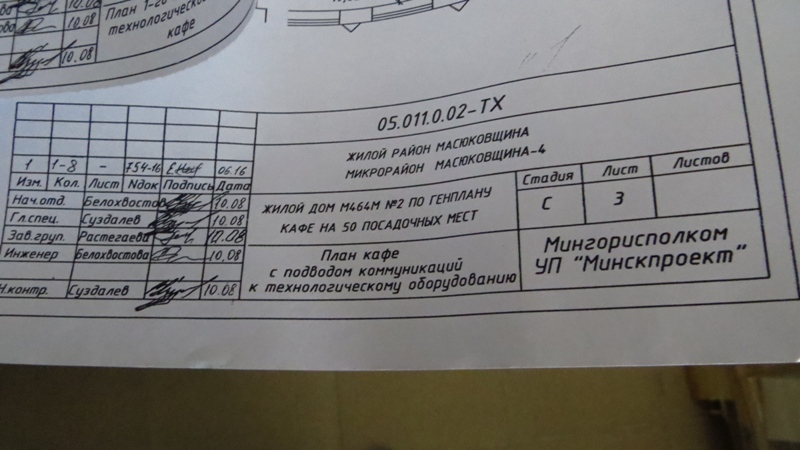 10.08
План 1-го
10.08
технологическо
кафе
10.08
05.011.0.02-ТХ
ЖИЛОЙ РАЙОН МАСЮКОВЩИНА
МИКРОРАЙОН МАСЮКОВЩИНА-4
1 1-8 – 754-16 06.16
Изм. Кол. Лист Nдок Подпись Дата
Нач.отд. Белохвостов 10.08
Гл.спец. Суздалев 10.08
Зав.груп. Растегаева 10.08
Инженер Белохвостова 10.08
Н.контр. Суздалев 10.08
ЖИЛОЙ ДОМ М464М №2 ПО ГЕНПЛАНУ
КАФЕ НА 50 ПОСАДОЧНЫХ МЕСТ
Стадия Лист Листов
С 3
План кафе
с подводом коммуникаций
к технологическому оборудованию
Мингорисполком
УП "Минскпроект"